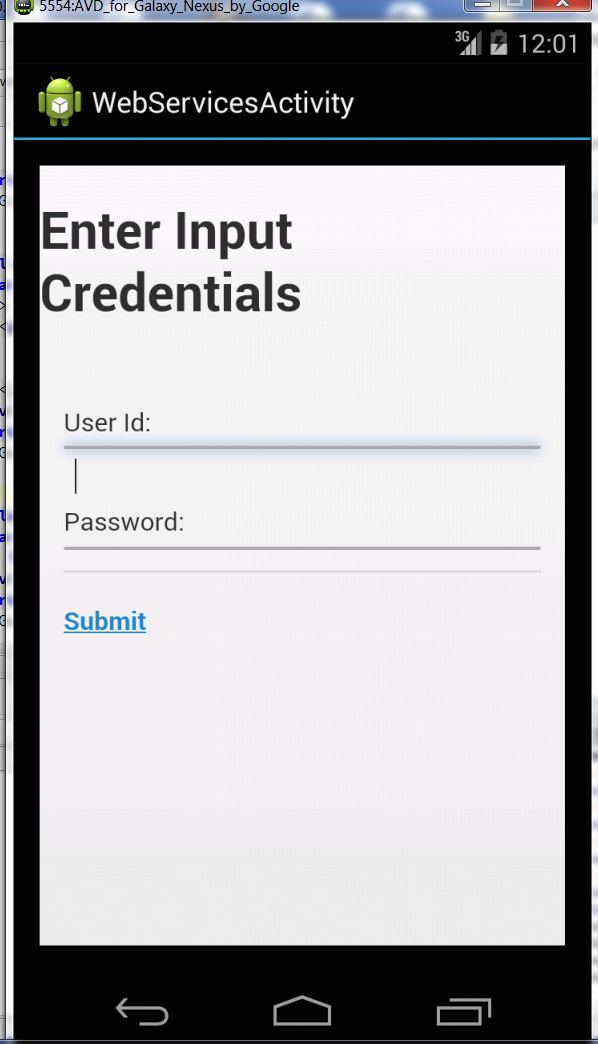 5554:AVD_for_Galaxy_Nexus_by_Google
3G 12:01
WebServicesActivity
Enter Input
Credentials
User Id:
Password:
Submit